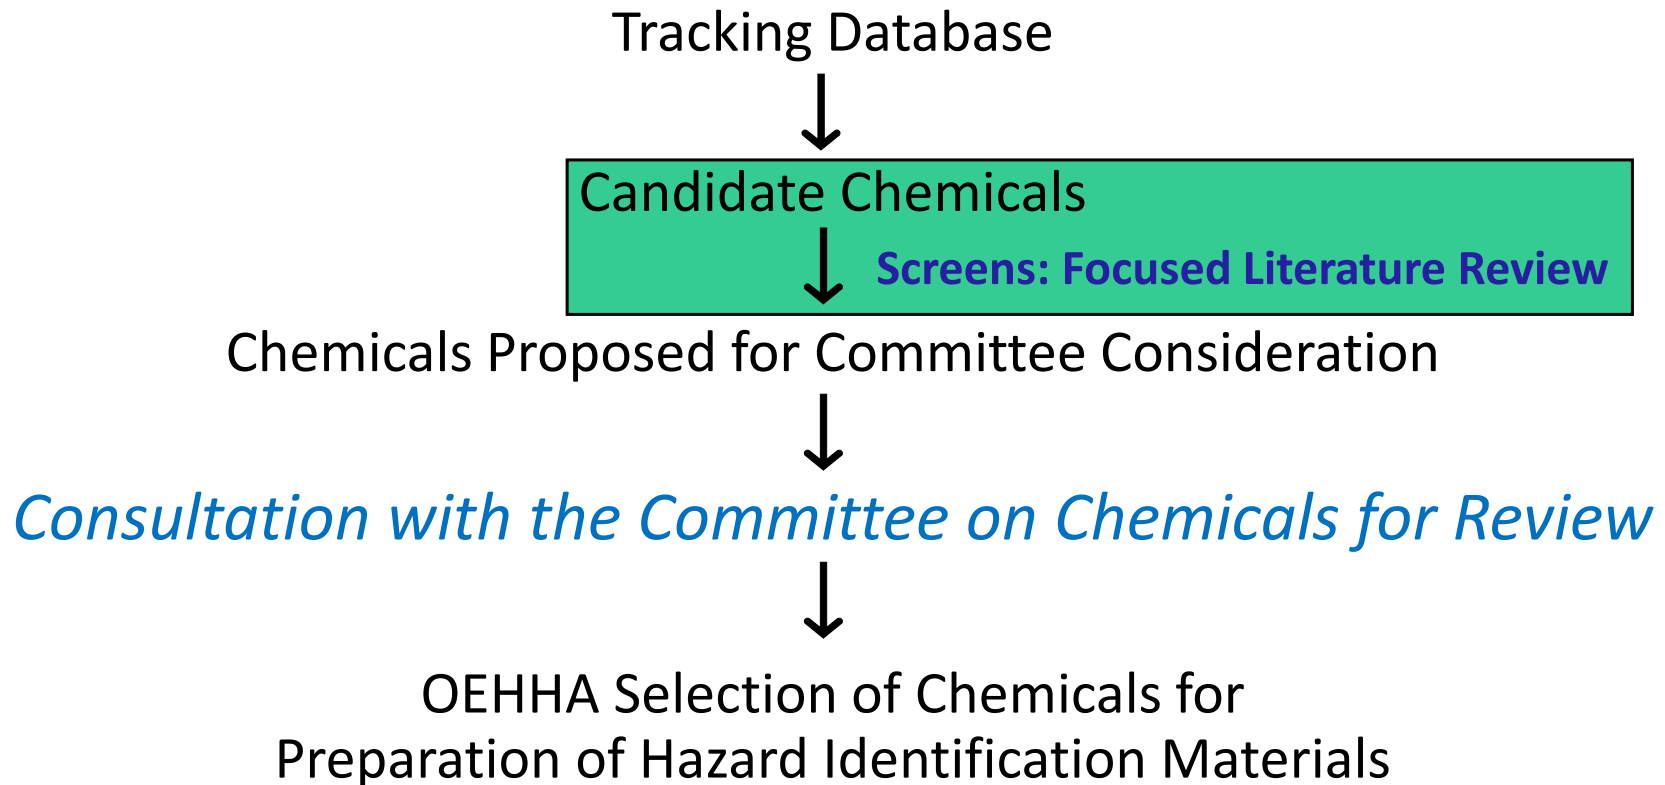 Tracking Database
Candidate Chemicals
Screens: Focused Literature Review
Chemicals Proposed for Committee Consideration
Consultation with the Committee on Chemicals for Review
OEHHA Selection of Chemicals for
Preparation of Hazard Identification Materials